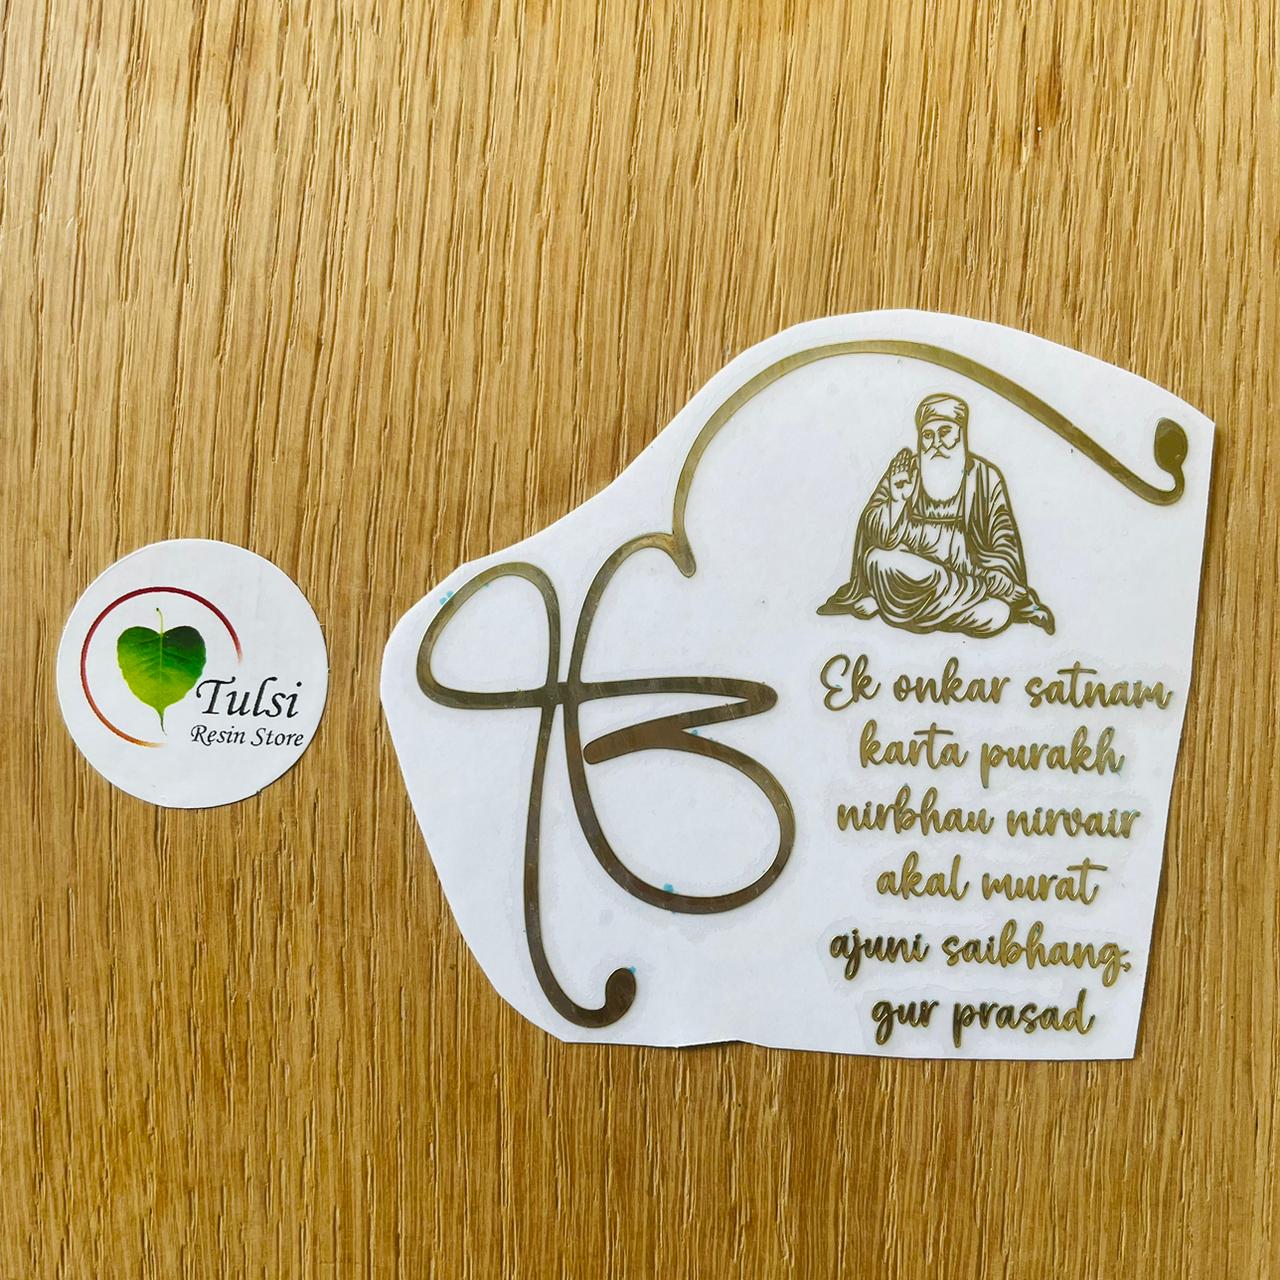 Tulsi
Resin Store
ੴ
Ek onkar satnam
karta purakh
nirbhau nirvair
akal murat
ajuni saibhang,
gur prasad